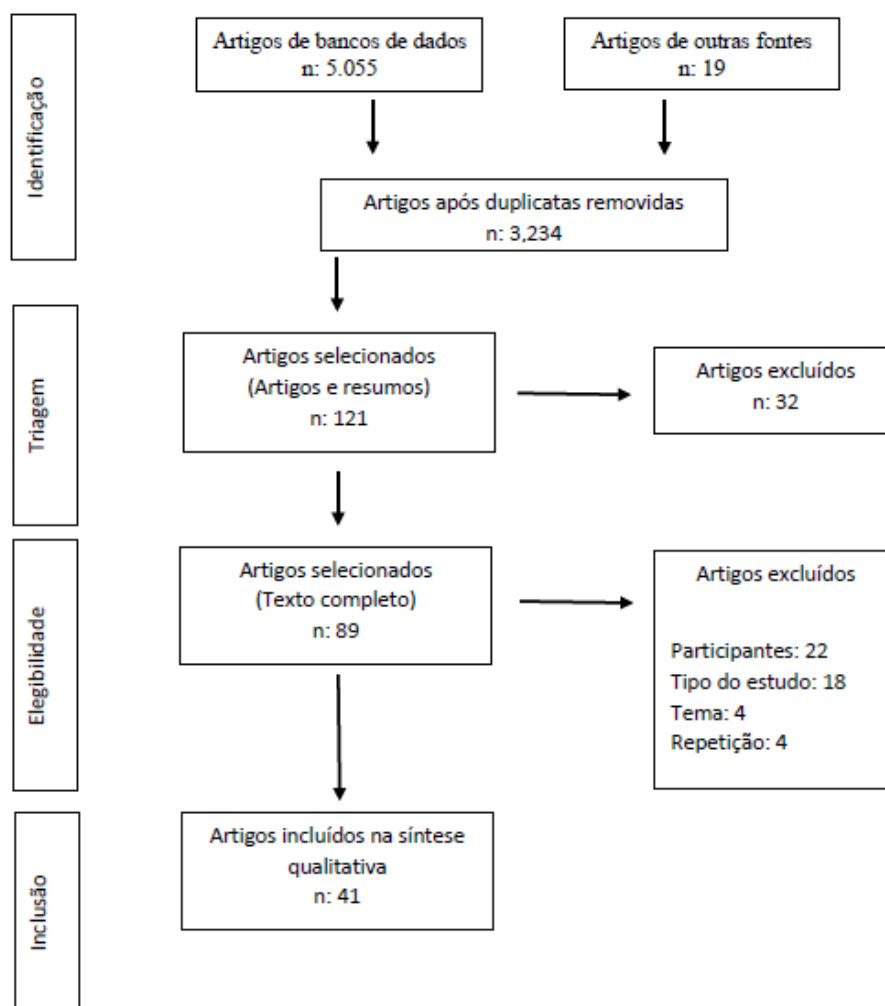 Identificação
Artigos de bancos de dados
n: 5.055
Artigos de outras fontes
n: 19
Artigos após duplicatas removidas
n: 3,234
Triagem
Artigos selecionados
(Artigos e resumos)
n: 121
Artigos excluídos
n: 32
Elegibilidade
Artigos selecionados
(Texto completo)
n: 89
Artigos excluídos
Participantes: 22
Tipo do estudo: 18
Tema: 4
Repetição: 4
Inclusão
Artigos incluídos na síntese
qualitativa
n: 41